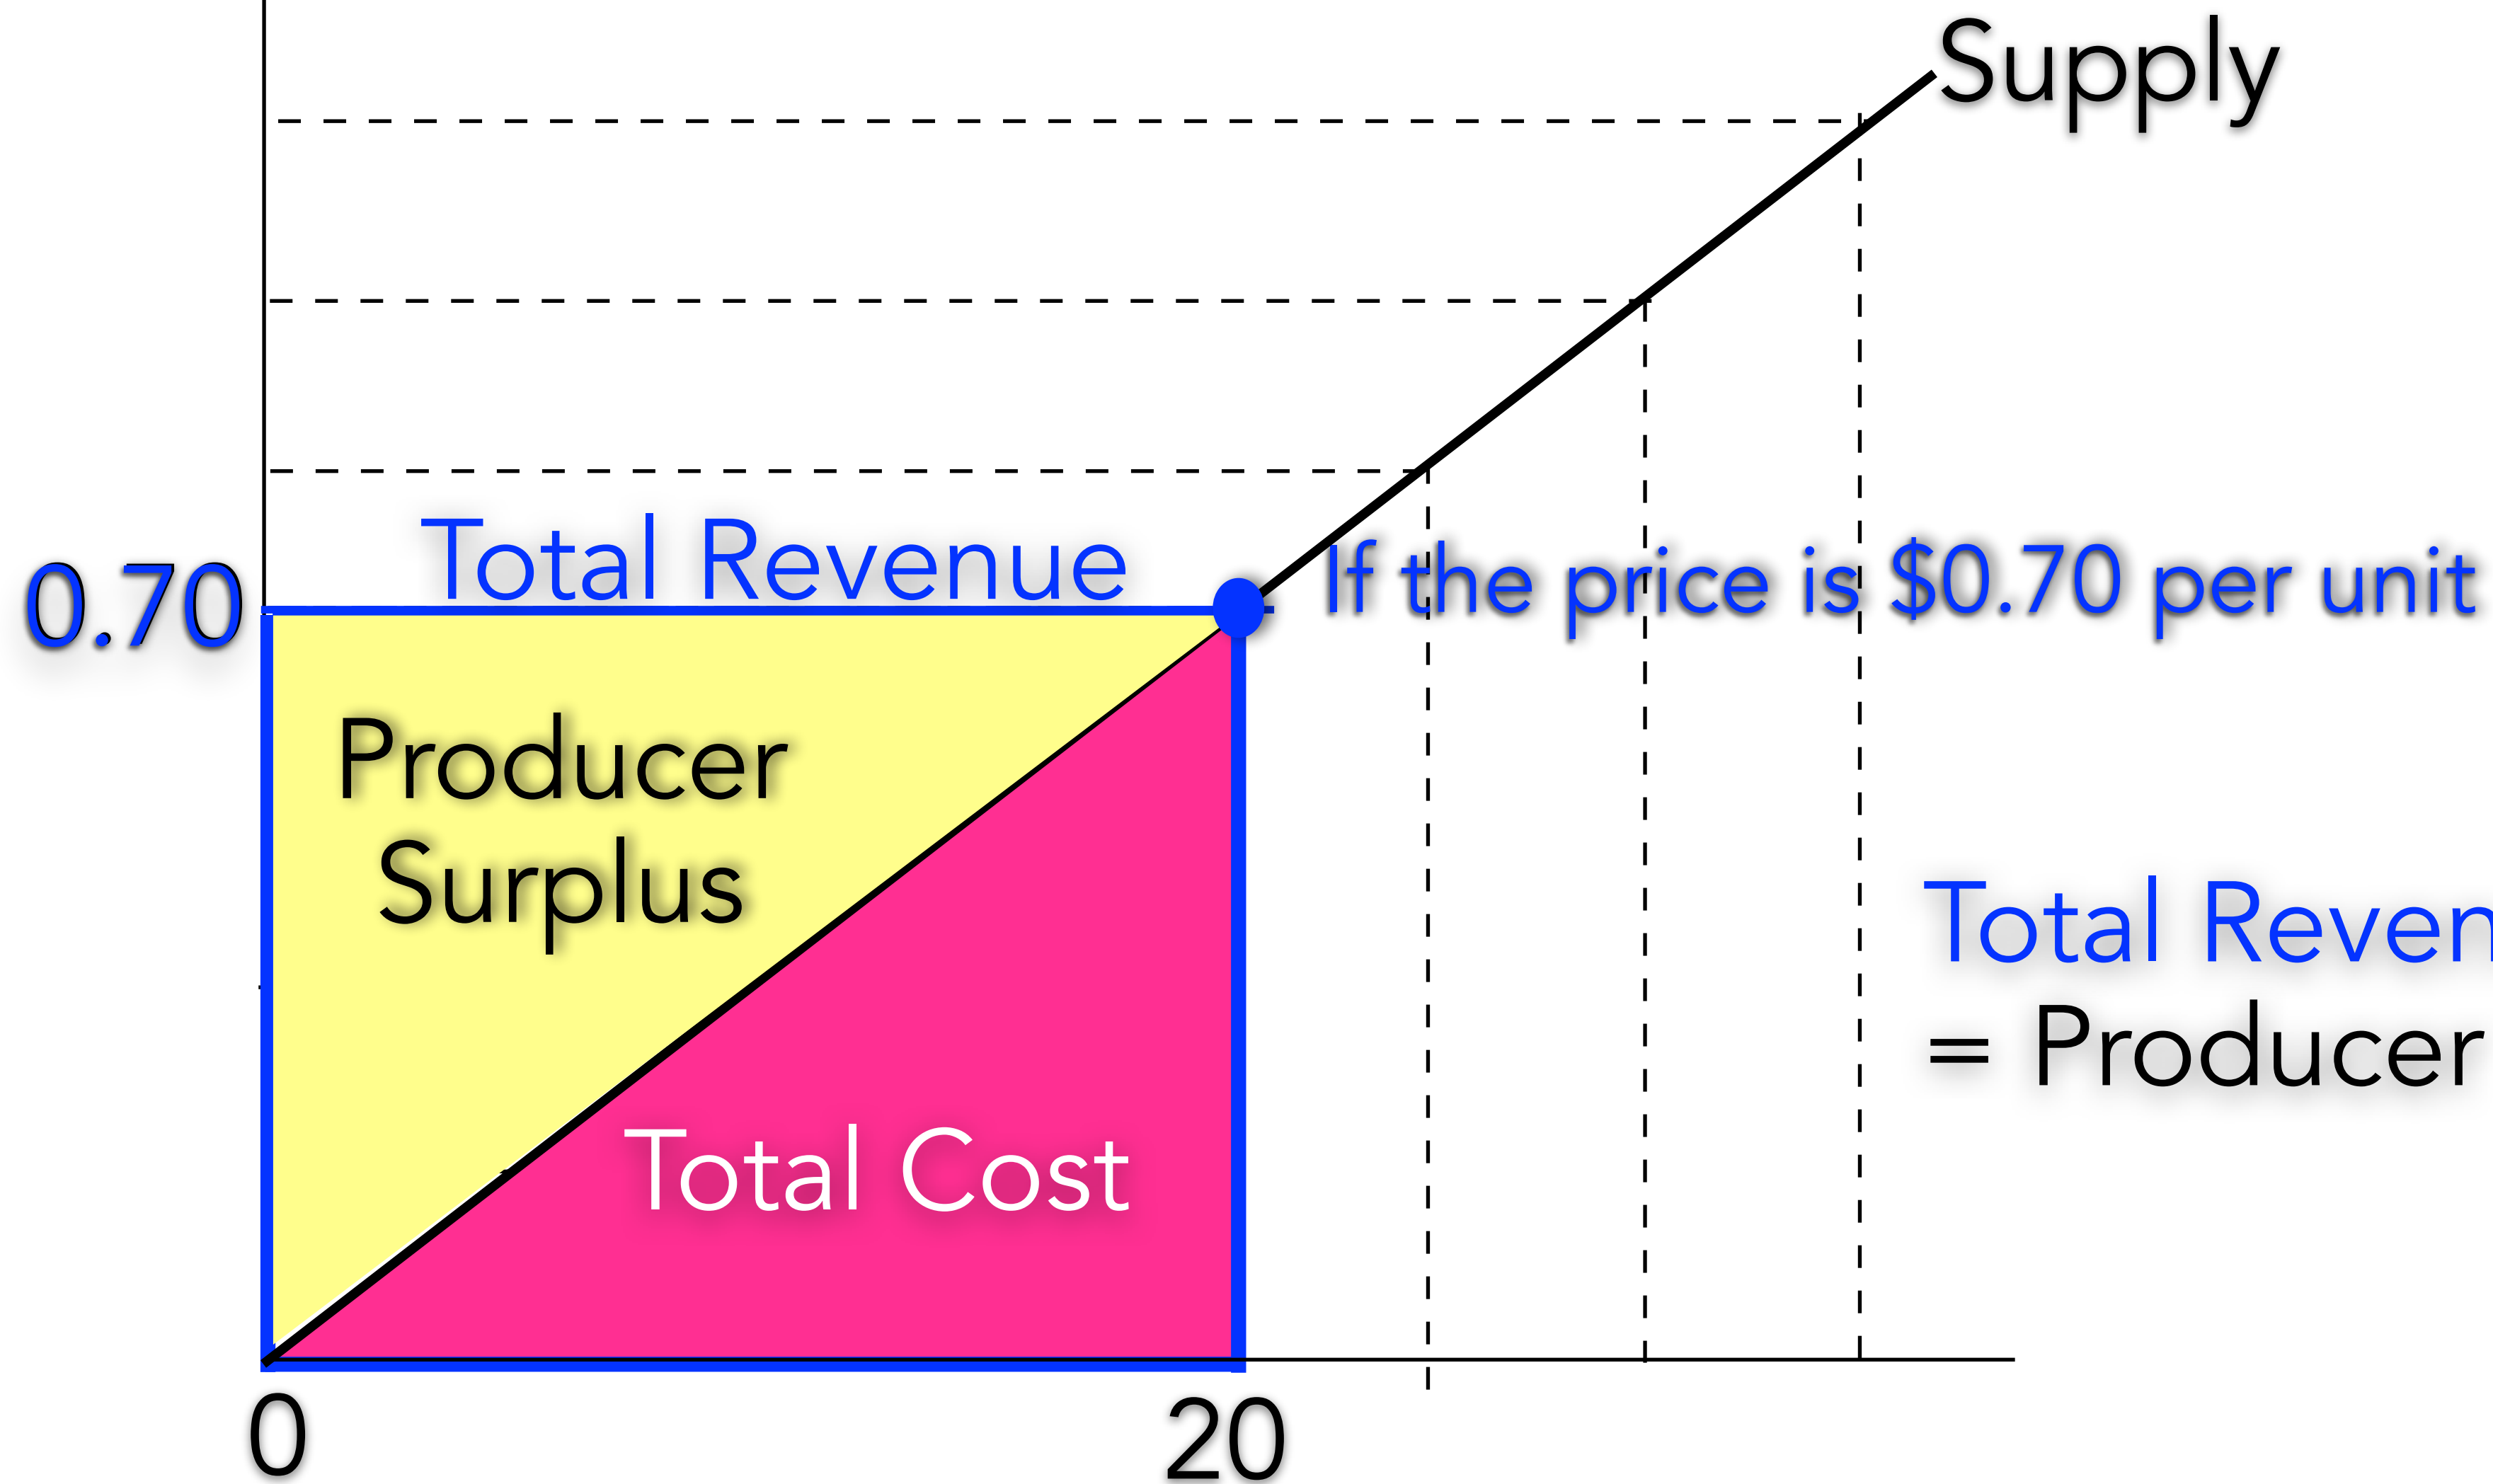 Supply
Total Revenue
If the price is $0.70 per unit
0.70
Producer
Surplus
Total Reven
= Producer
Total Cost
0
20